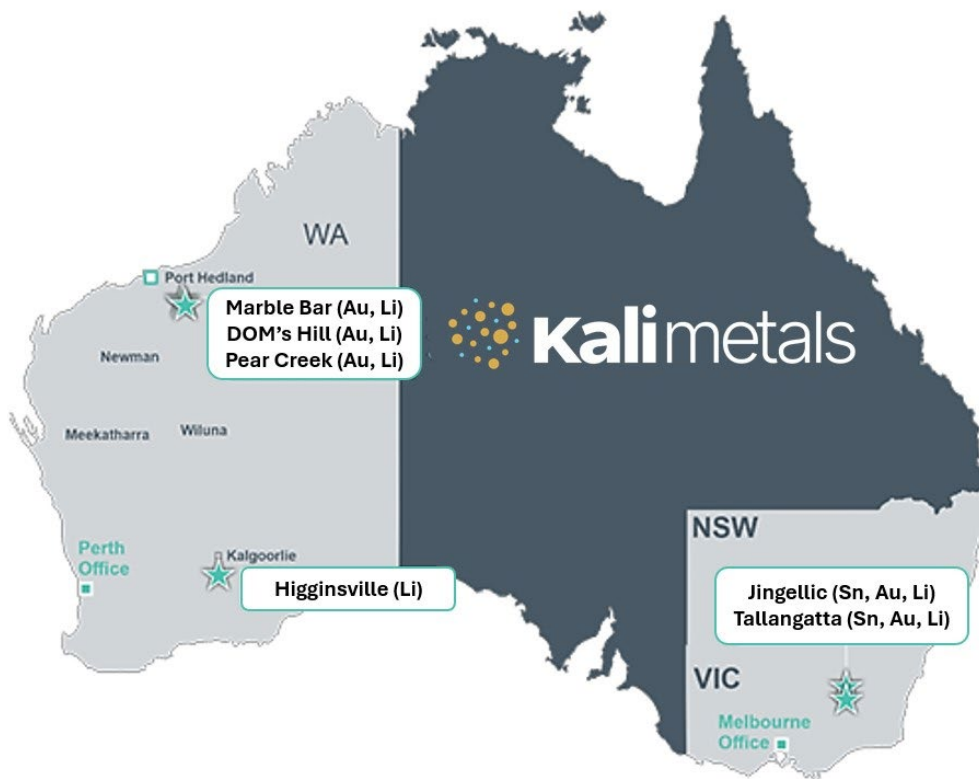 WA
Port Hedland
Marble Bar (Au, Li)
DOM's Hill (Au, Li)
Pear Creek (Au, Li)
Kalimetals
Newman
Meekatharra
Wiluna
Perth
Office
Kalgoorlie
Higginsville (Li)
NSW
Jingellic (Sn, Au, Li)
Tallangatta (Sn, Au, Li)
VIC
Melbourne
Office